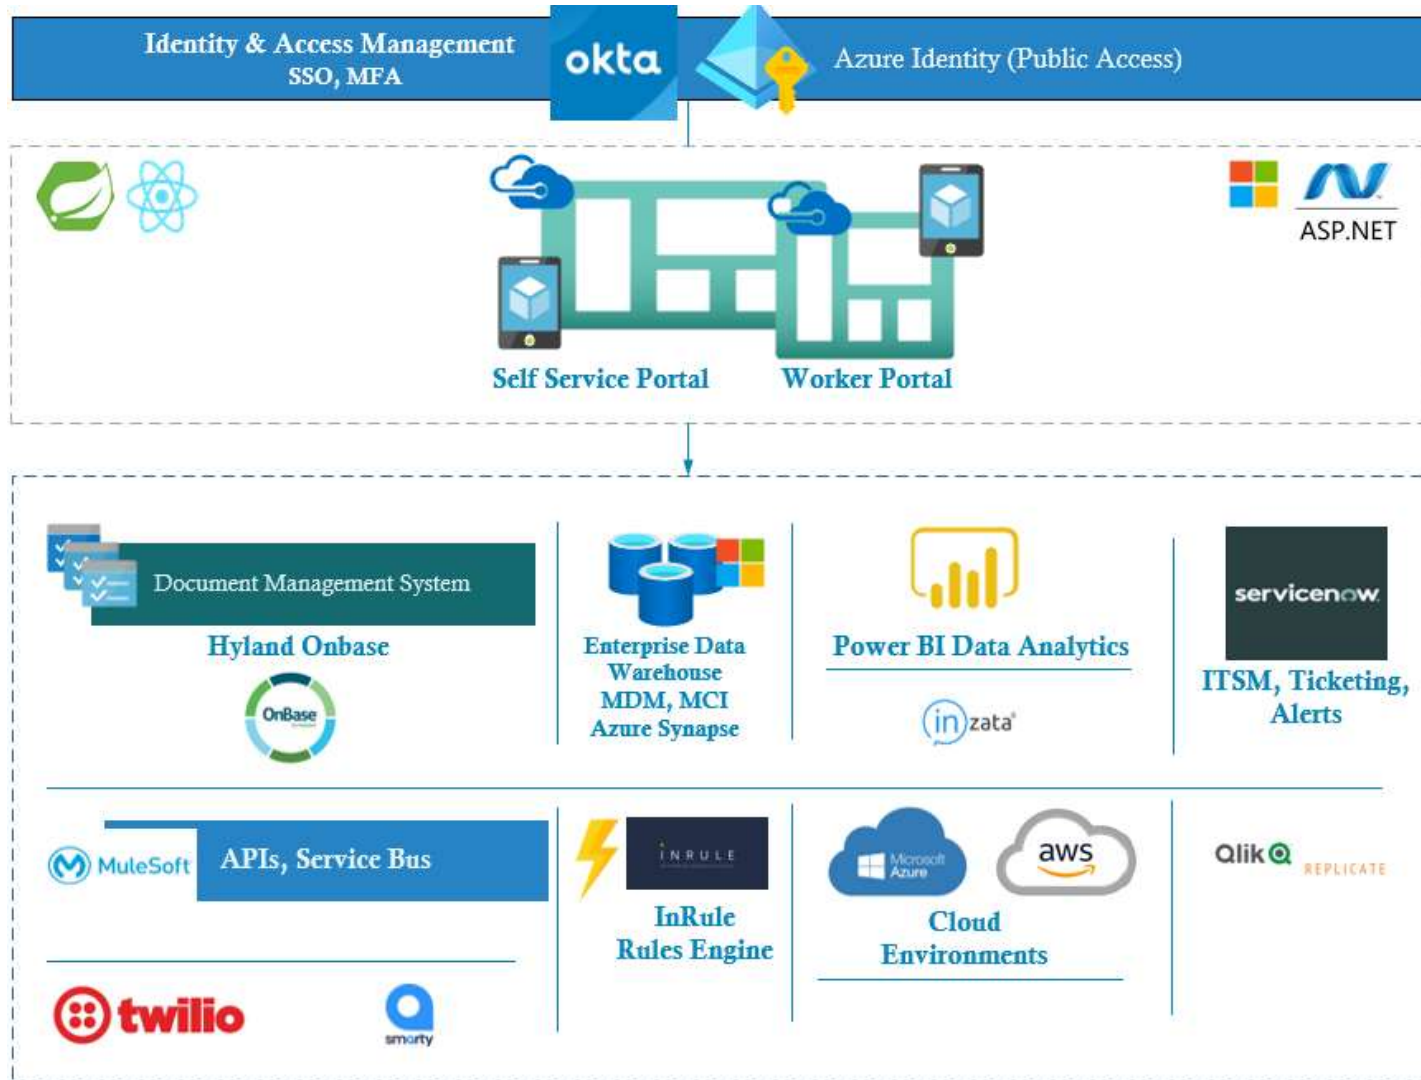 Identity & Access Management
SSO, MFA
okta
Azure Identity (Public Access)
ASP.NET
Self Service Portal
Worker Portal
Document Management System
Hyland Onbase
OnBase
Enterprise Data
Warehouse
MDM, MCI
Azure Synapse
Power BI Data Analytics
inzata
servicenow
ITSM, Ticketing,
Alerts
MuleSoft
APIs, Service Bus
twilio
smarty
INRULE
InRule
Rules Engine
Microsoft
Azure
aws
Cloud
Environments
Qlik
REPLICATE